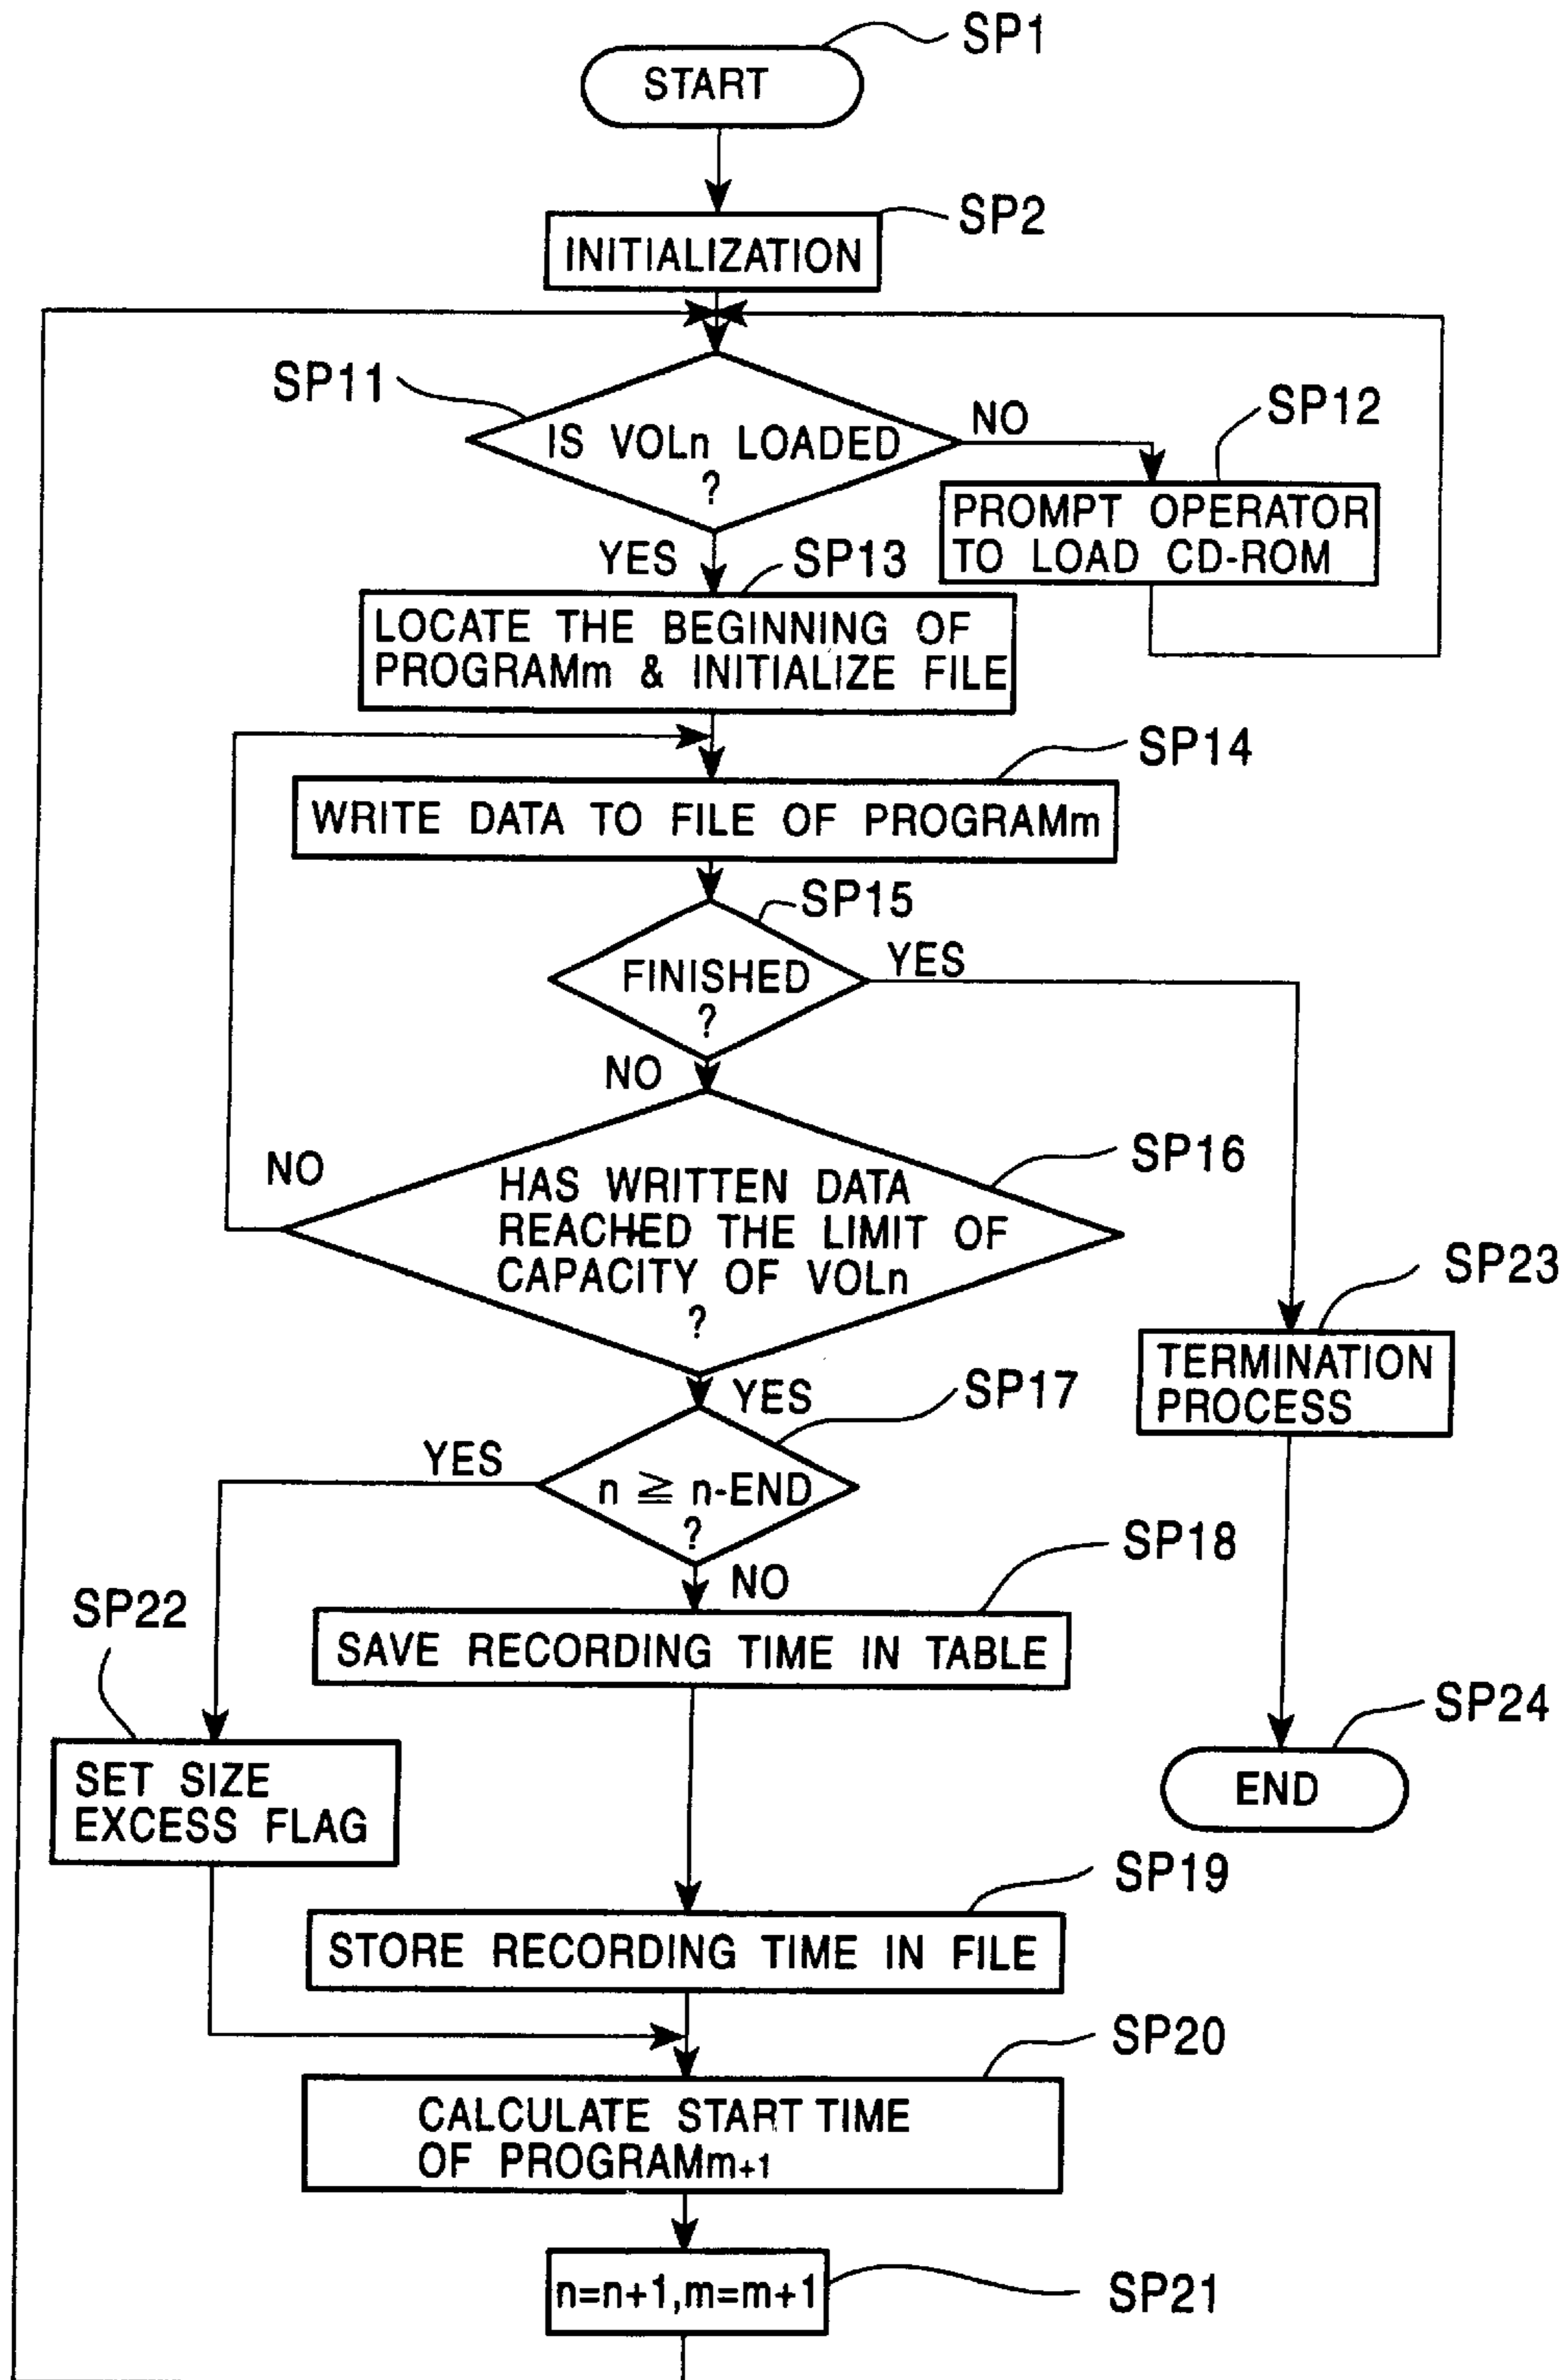 SP1
START
SP2
INITIALIZATION
SP11
IS VOLn LOADED
?
NO
SP12
PROMPT OPERATOR
TO LOAD CD-ROM
YES
SP13
LOCATE THE BEGINNING OF
PROGRAMm & INITIALIZE FILE
SP14
WRITE DATA TO FILE OF PROGRAMm
SP15
FINISHED
?
YES
NO
SP16
NO
HAS WRITTEN DATA
REACHED THE LIMIT OF
CAPACITY OF VOLn
?
SP23
TERMINATION
PROCESS
YES
SP17
YES
n ≧ n-END
?
SP18
NO
SP22
SAVE RECORDING TIME IN TABLE
SP24
END
SET SIZE
EXCESS FLAG
SP19
STORE RECORDING TIME IN FILE
SP20
CALCULATE START TIME
OF PROGRAMm+1
n=n+1,m=m+1
SP21